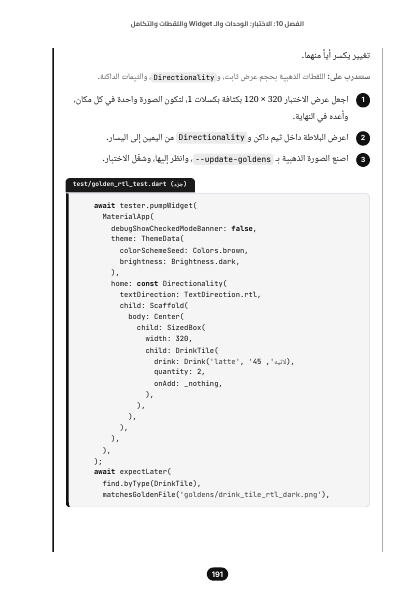 الفصل 10: الاختبار: الوحدات والـ Widget واللقطات والتكامل
تغيير يكسر أياً منهما.
ستتدرب على: اللقطات الذهبية بحجم عرض ثابت، وDirectionality، والثيمات الداكنة.
1 اجعل عرض الاختبار 320 × 120 بكثافة بكسلات 1، لتكون الصورة واحدة في كل مكان،
وأعده في النهاية.
2 اعرض البلاطة داخل ثيم داكن وDirectionality من اليمين إلى اليسار.
3 اصنع الصورة الذهبية بـ --update-goldens، وانظر إليها، وشغّل الاختبار.
test/golden_rtl_test.dart (جزء)
await tester.pumpWidget(
MaterialApp(
debugShowCheckedModeBanner: false,
theme: ThemeData(
colorSchemeSeed: Colors.brown,
brightness: Brightness.dark,
),
home: const Directionality(
textDirection: TextDirection.rtl,
child: Scaffold(
body: Center(
child: SizedBox(
width: 320,
child: DrinkTile(
drink: Drink('latte', 'لاتيه', 45),
quantity: 2,
onAdd: _nothing,
),
),
),
),
),
),
);
await expectLater(
find.byType(DrinkTile),
matchesGoldenFile('goldens/drink_tile_rtl_dark.png'),
191